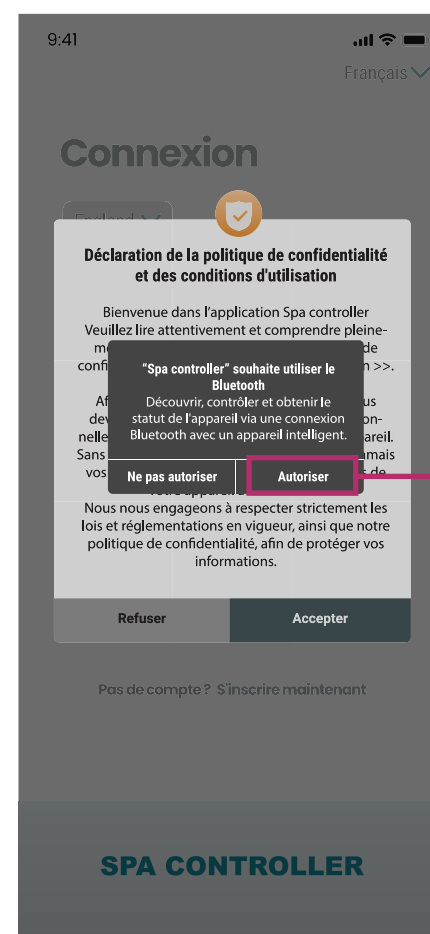 9:41
Français
Connexion
England
Déclaration de la politique de confidentialité
et des conditions d'utilisation
Bienvenue dans l'application Spa controller
Veuillez lire attentivement et comprendre pleine-
de
>>.
"Spa controller" souhaite utiliser le
Bluetooth
Découvrir, contrôler et obtenir le
statut de l'appareil via une connexion
Bluetooth avec un appareil intelligent.
Ne pas autoriser
Autoriser
Sans
vos
de
Nous nous engageons à respecter strictement les
lois et réglementations en vigueur, ainsi que notre
politique de confidentialité, afin de protéger vos
informations.
Refuser
Accepter
Pas de compte ? S'inscrire maintenant
SPA CONTROLLER